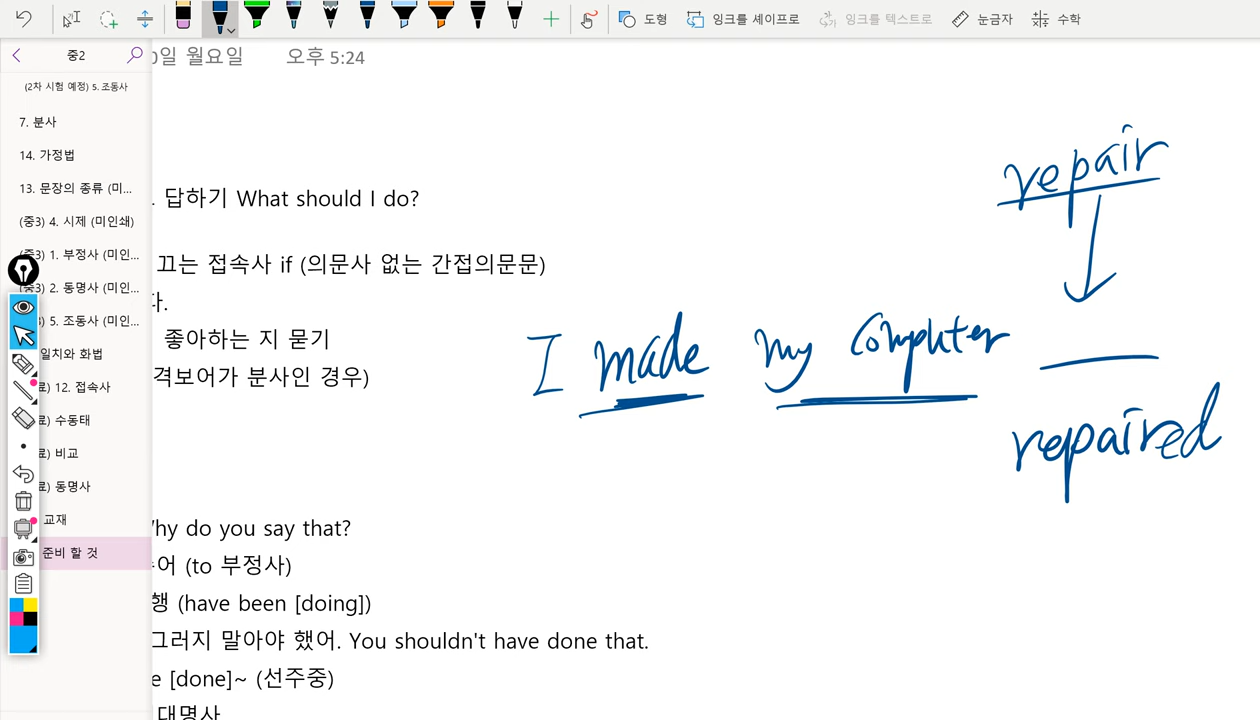 도형 잉크를 셰이프로 잉크를 텍스트로 눈금자 수학
중2
일 월요일 오후 5:24
(2차 시험 예정) 5. 조동사
7. 분사
14. 가정법
13. 문장의 종류 (미...
(중3) 4. 시제 (미인쇄)
(중3) 1. 부정사 (미인...
3) 2. 동명사 (미인...
) 5. 조동사 (미인...
일치와 화법
료) 12. 접속사
료) 수동태
료) 비교
료) 동명사
교재
준비 할 것
. 답하기 What should I do?
끄는 접속사 if (의문사 없는 간접의문문)
다.
좋아하는 지 묻기
격보어가 분사인 경우)
Why do you say that?
어 (to 부정사)
행 (have been [doing])
그러지 말아야 했어. You shouldn't have done that.
e [done]~ (선주중)
대명사
repair
I made my computer
repaired